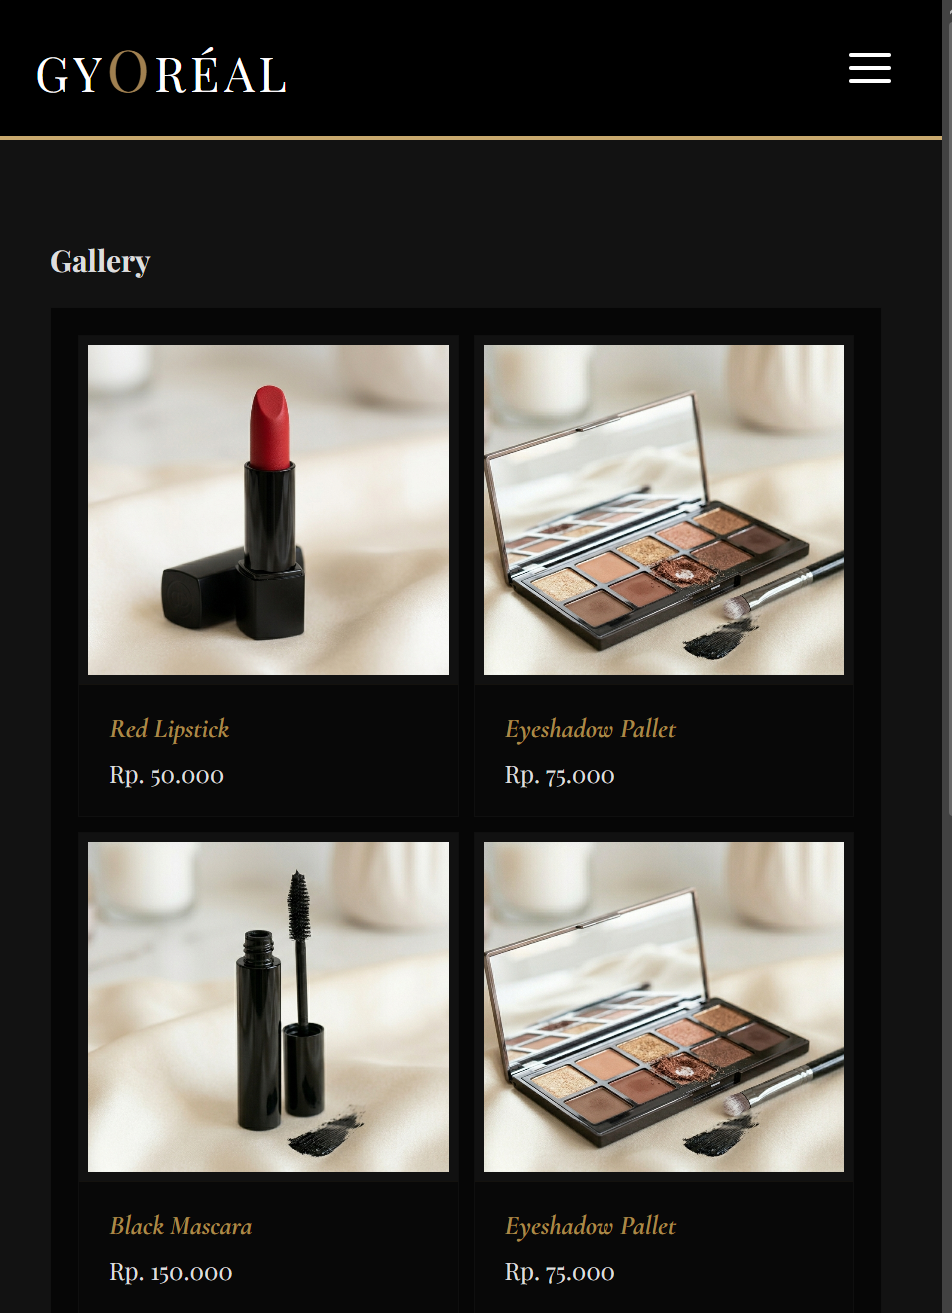 GYORÉAL
Gallery
Red Lipstick
Rp. 50.000
Eyeshadow Pallet
Rp. 75.000
Black Mascara
Rp. 150.000
Eyeshadow Pallet
Rp. 75.000